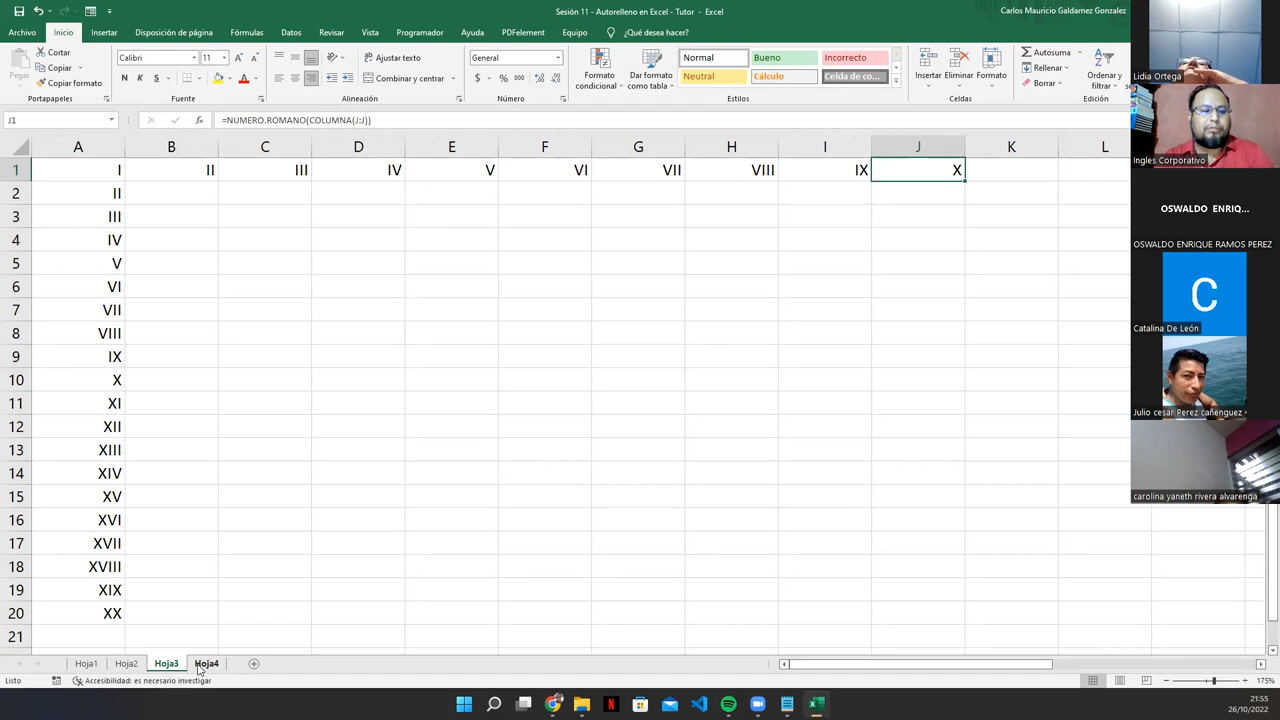 Sesión 11 - Autorelleno en Excel - Tutor - Excel
Carlos Mauricio Galdamez Gonzalez
Archivo Inicio Insertar Disposición de página Fórmulas Datos Revisar Vista Programador Ayuda PDFelement Equipo ¿Qué desea hacer?
Pegar
Cortar
Copiar
Copiar formato
Portapapeles
Calibri 11
N K S
Fuente
Ajustar texto
Combinar y centrar
Alineación
General
$ % 000
Número
Formato condicional
Dar formato como tabla
Normal Bueno Incorrecto
Neutral Cálculo Celda de co...
Estilos
Insertar Eliminar Formato
Celdas
Autosuma
Rellenar
Borrar
Ordenar y filtrar
Edición
J1 fx =NUMERO.ROMANO(COLUMNA(J:J))
A B C D E F G H I J K L
1 I II III IV V VI VII VIII IX X
2 II
3 III
4 IV
5 V
6 VI
7 VII
8 VIII
9 IX
10 X
11 XI
12 XII
13 XIII
14 XIV
15 XV
16 XVI
17 XVII
18 XVIII
19 XIX
20 XX
21
Hoja1 Hoja2 Hoja3 Hoja4
Listo Accesibilidad: es necesario investigar 175%
21:55
26/10/2022
Lidia Ortega
Ingles Corporativo
OSWALDO ENRIQ...
OSWALDO ENRIQUE RAMOS PEREZ
C
Catalina De León
Julio cesar Perez cañenguez
carolina yaneth rivera alvarenga